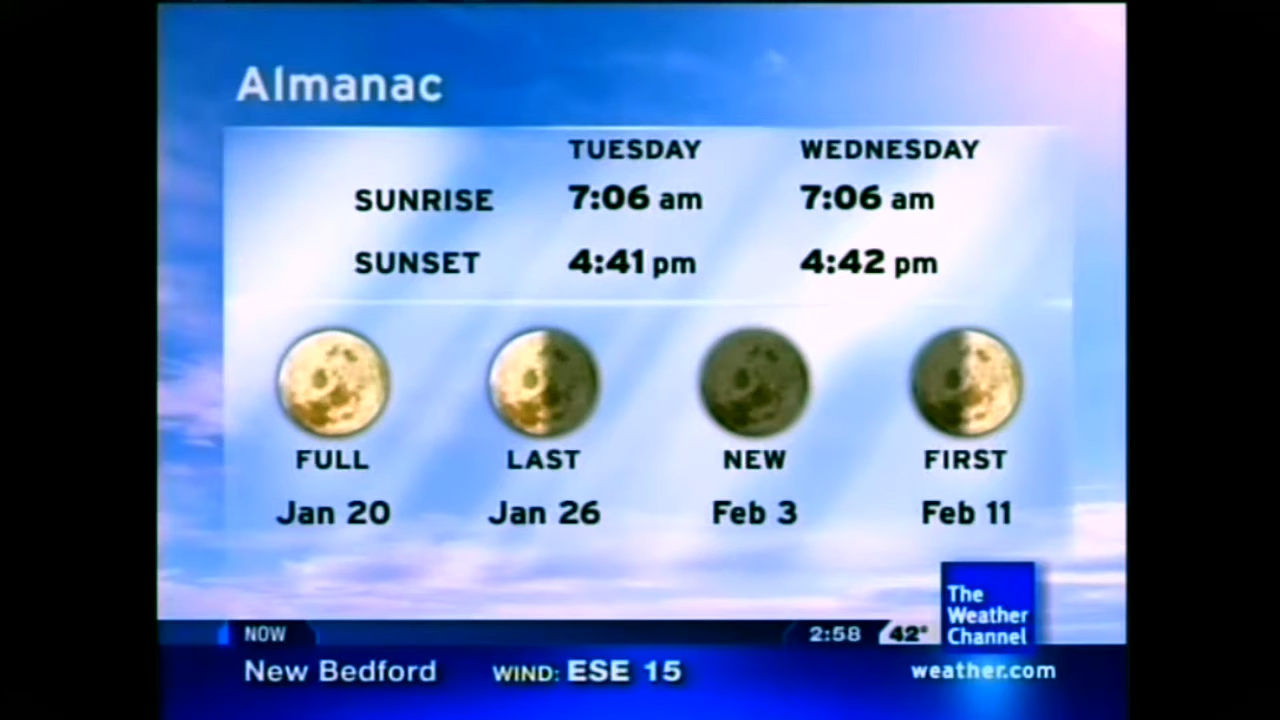 Almanac
TUESDAY WEDNESDAY
SUNRISE 7:06 am 7:06 am
SUNSET 4:41 pm 4:42 pm
FULL LAST NEW FIRST
Jan 20 Jan 26 Feb 3 Feb 11
The
Weather
Channel
NOW 2:58 42°
New Bedford WIND: ESE 15 weather.com